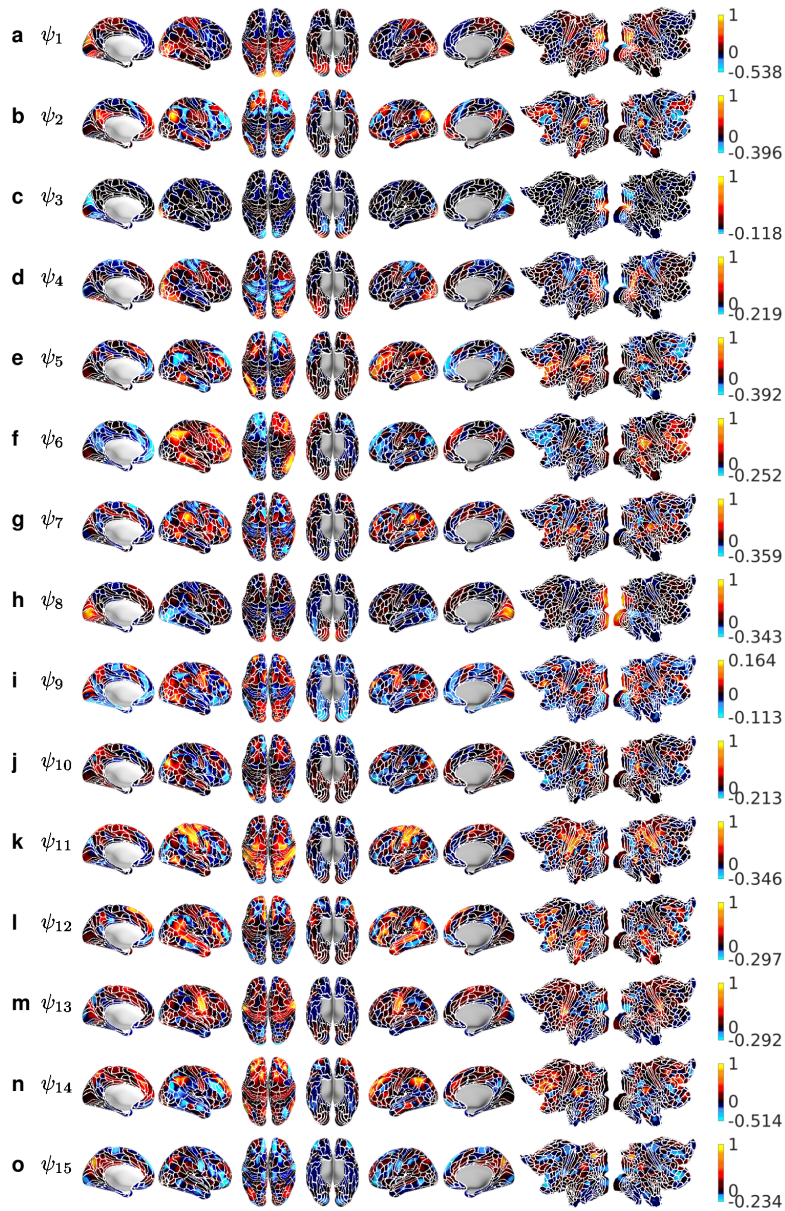 a ψ1 1 0 -0.538
b ψ2 1 0 -0.396
c ψ3 1 0 -0.118
d ψ4 1 0 -0.219
e ψ5 1 0 -0.392
f ψ6 1 0 -0.252
g ψ7 1 0 -0.359
h ψ8 1 0 -0.343
i ψ9 0.164 0 -0.113
j ψ10 1 0 -0.213
k ψ11 1 0 -0.346
l ψ12 1 0 -0.297
m ψ13 1 0 -0.292
n ψ14 1 0 -0.514
o ψ15 1 0 -0.234